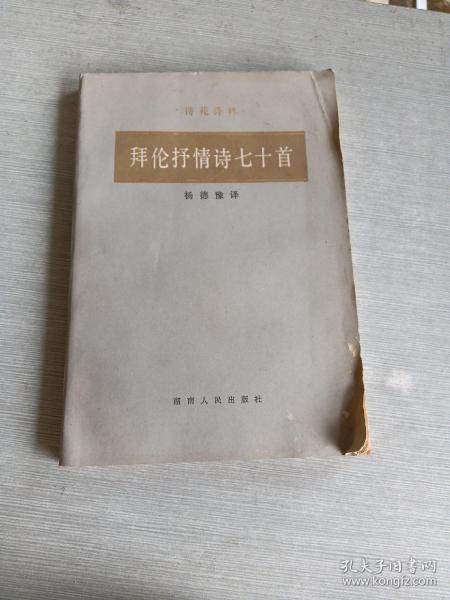 ·诗苑译林·
拜伦抒情诗七十首
杨德豫译
湖南人民出版社
孔夫子旧书网
www.kongfz.com